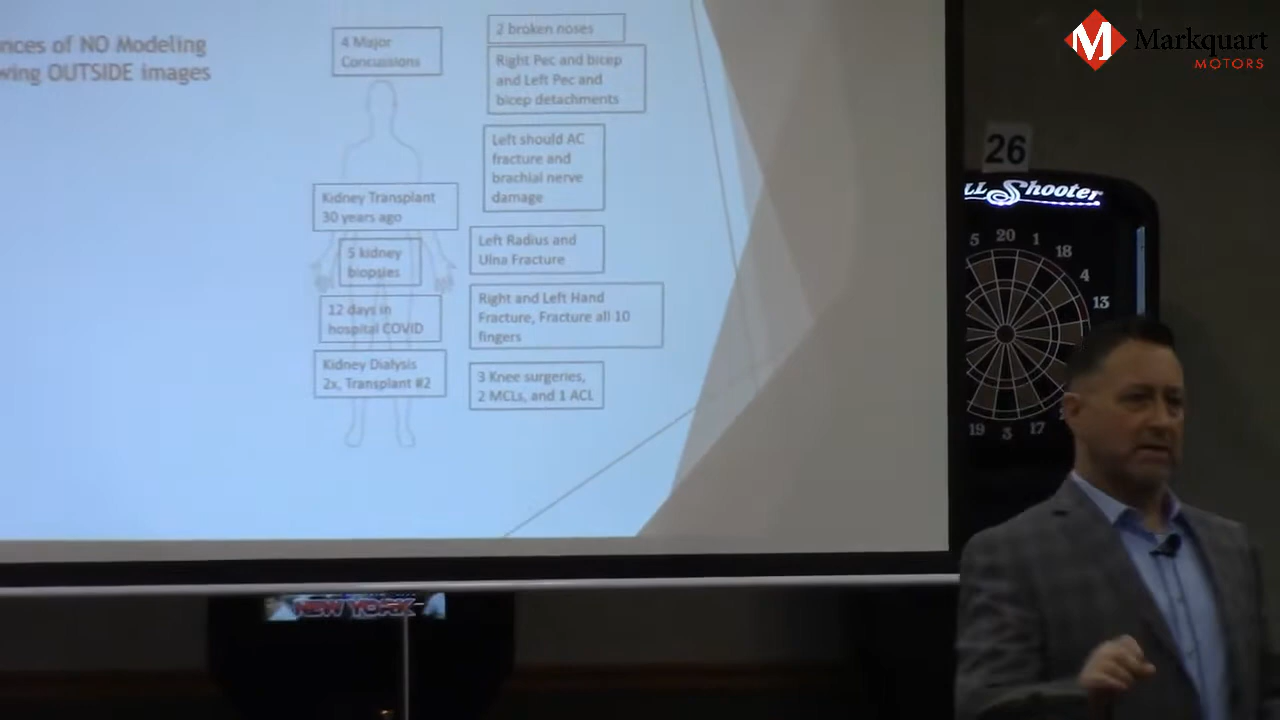 nces of NO Modeling
wing OUTSIDE images
4 Major
Concussions
2 broken noses
Right Pec and bicep
and Left Pec and
bicep detachments
Left should AC
fracture and
brachial nerve
damage
Kidney Transplant
30 years ago
5 kidney
biopsies
Left Radius and
Ulna Fracture
12 days in
hospital COVID
Right and Left Hand
Fracture, Fracture all 10
fingers
Kidney Dialysis
2x, Transplant #2
3 Knee surgeries,
2 MCLs, and 1 ACL
M Markquart
MOTORS
26
LL Shooter
5 20 1 18 4 13
19 3 17
NEW YORK